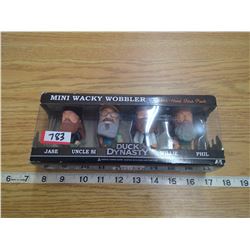 MINI WACKY WOBBLER
783
JASE
UNCLE SI
DUCK
DYNASTY
WILLIE
PHIL
6 7 8 9 10 11 12 13 14 15 16 17 18 19